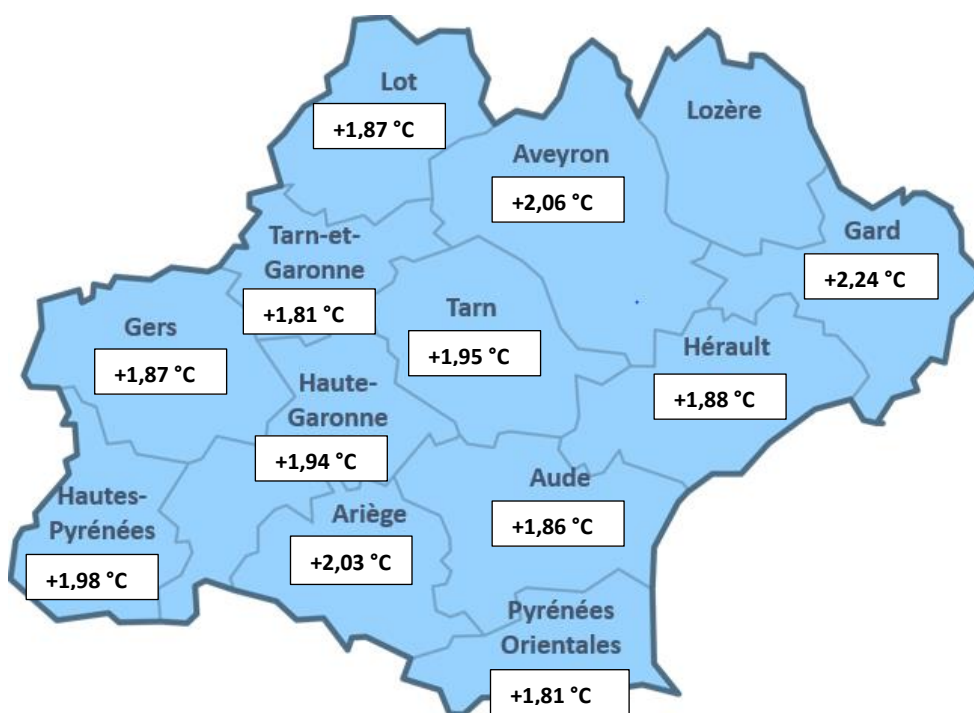 Lot
+1,87 °C
Lozère
Aveyron
+2,06 °C
Gard
+2,24 °C
Tarn-et-
Garonne
+1,81 °C
Tarn
+1,95 °C
Gers
+1,87 °C
Hérault
+1,88 °C
Haute-
Garonne
+1,94 °C
Aude
+1,86 °C
Hautes-
Pyrénées
+1,98 °C
Ariège
+2,03 °C
Pyrénées
Orientales
+1,81 °C